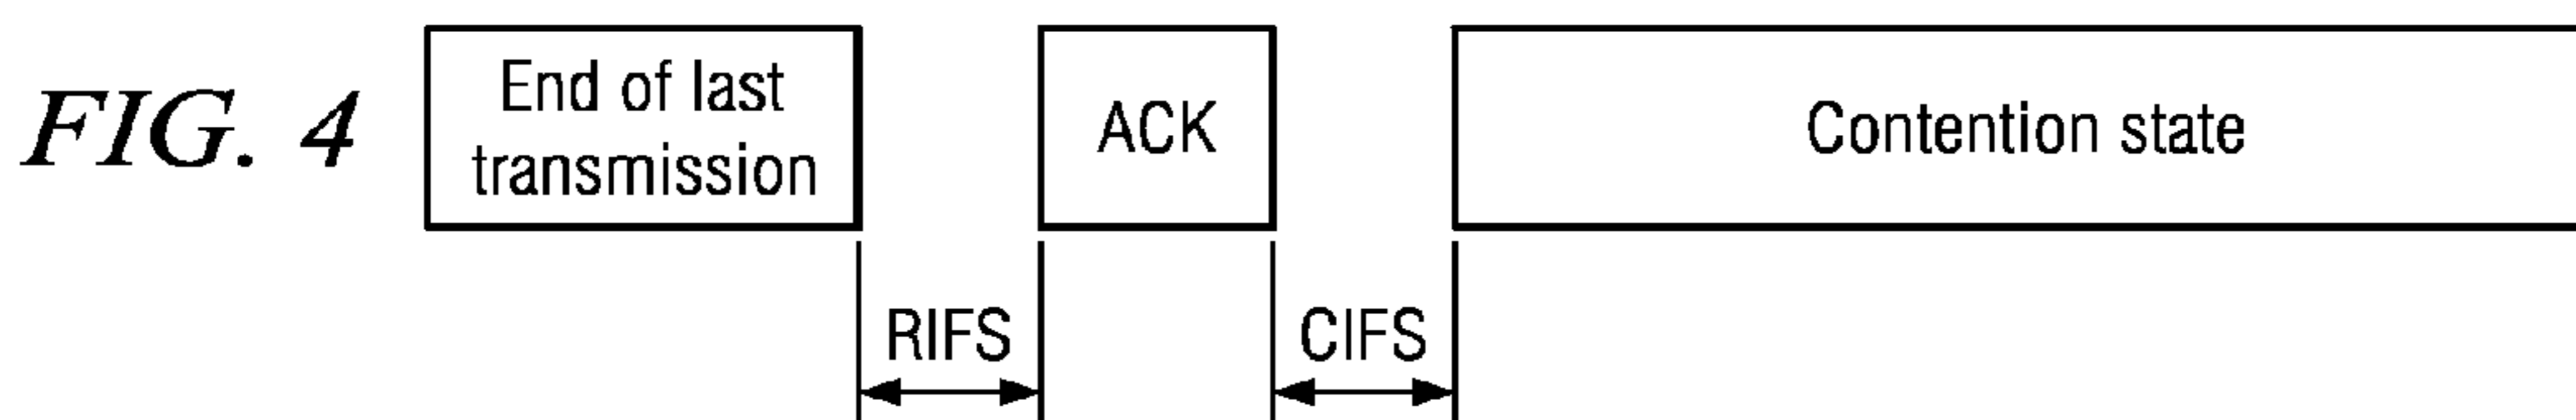 FIG. 4
End of last
transmission
ACK
Contention state
RIFS
CIFS